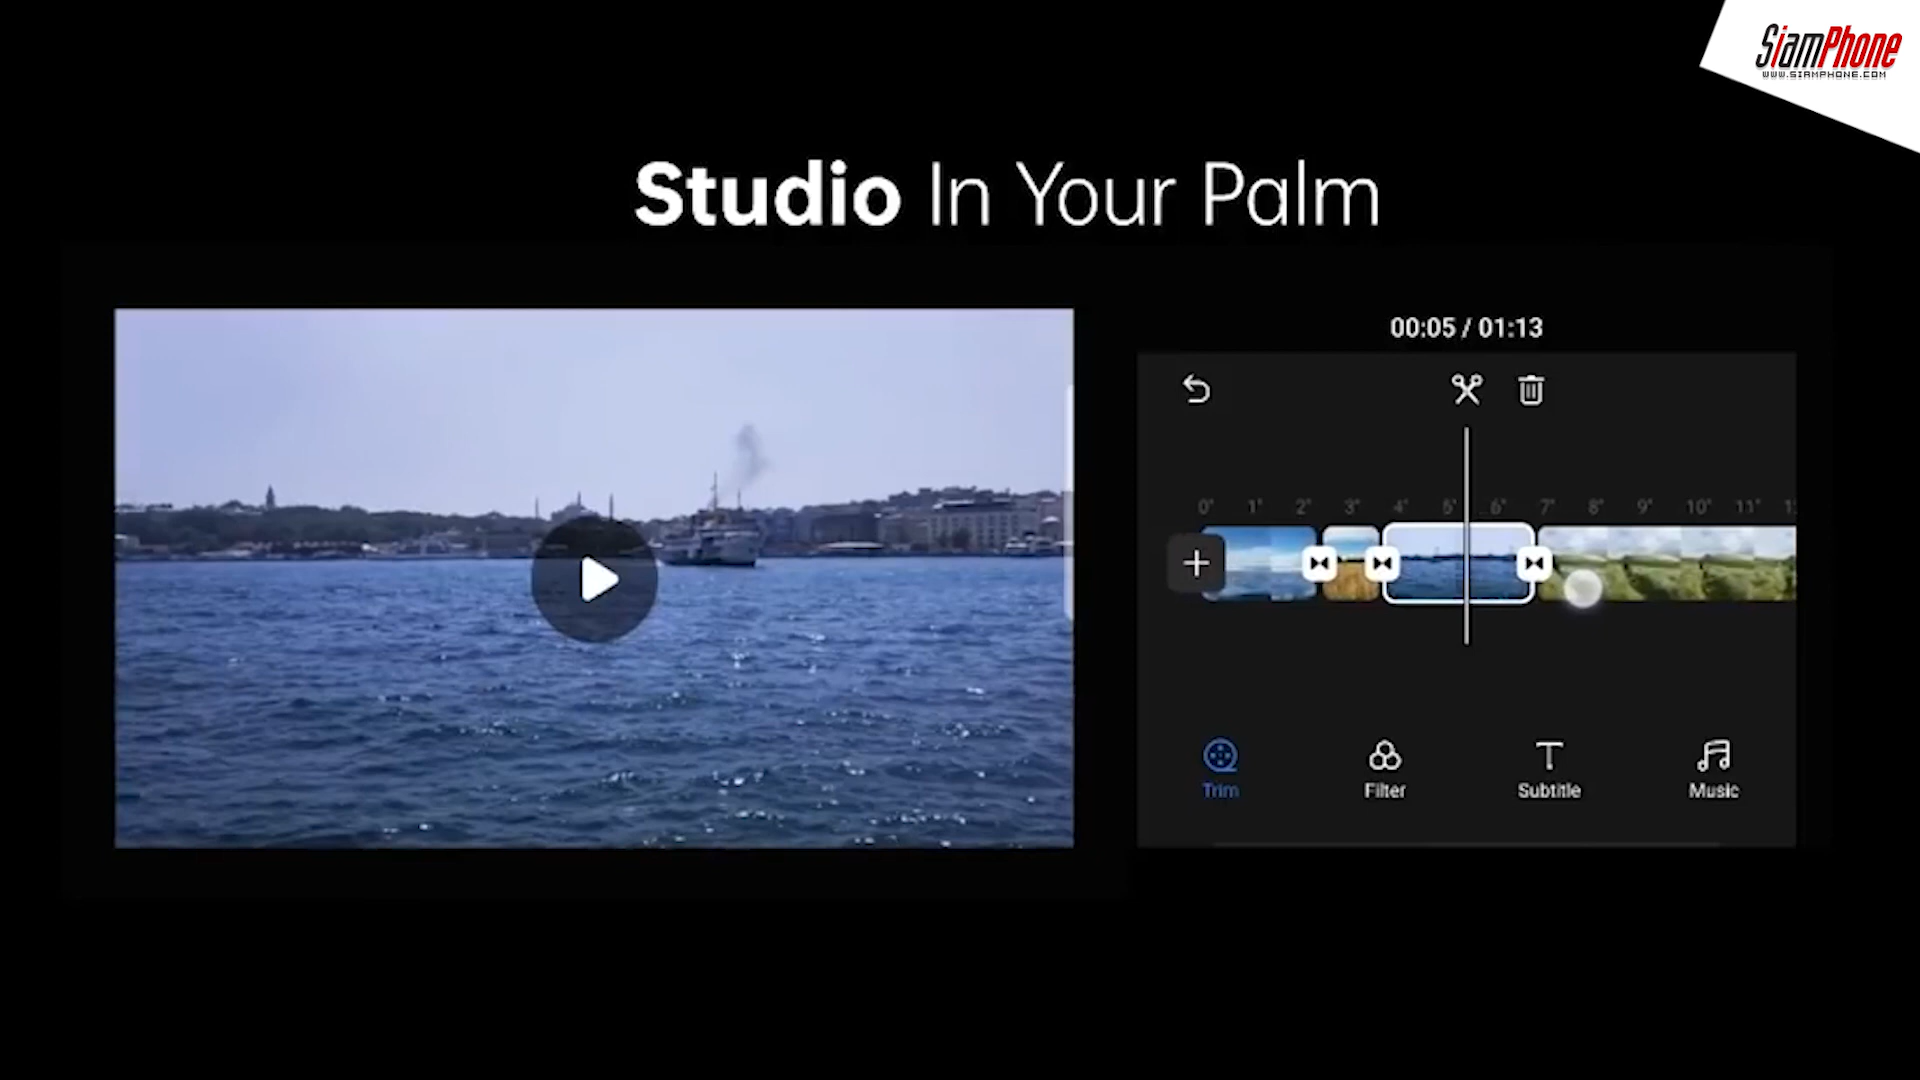 SiamPhone
WWW.SIAMPHONE.COM
Studio In Your Palm
00:05 / 01:13
0" 1" 2" 3" 4" 5" 6" 7" 8" 9" 10" 11"
Trim Filter Subtitle Music